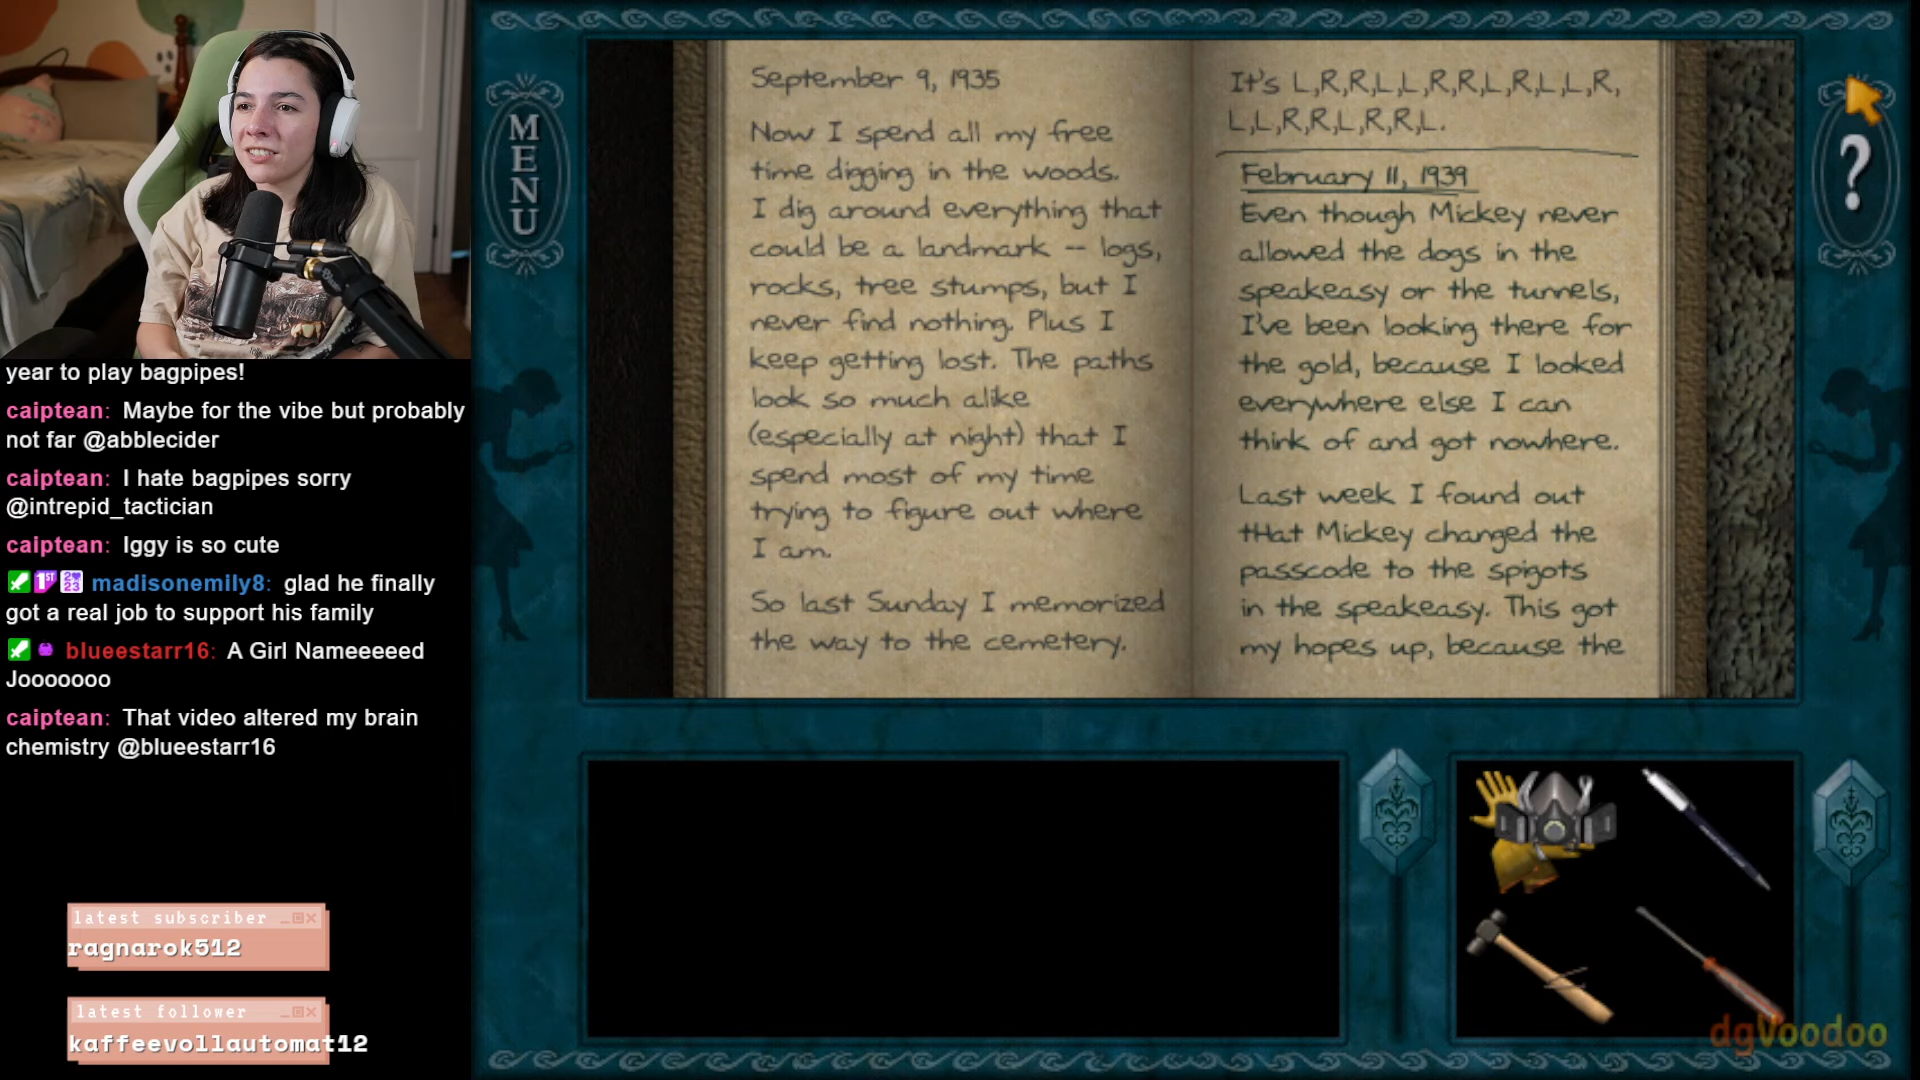 year to play bagpipes!
caiptean: Maybe for the vibe but probably
not far @abblecider
caiptean: I hate bagpipes sorry
@intrepid_tactician
caiptean: Iggy is so cute
1ST 2 23 madisonemily8: glad he finally
got a real job to support his family
blueestarr16: A Girl Nameeeeed
Jooooooo
caiptean: That video altered my brain
chemistry @blueestarr16
latest subscriber
ragnarok512
latest follower
kaffeevollautomat12
MENU
September 9, 1935
Now I spend all my free
time digging in the woods.
I dig around everything that
could be a landmark -- logs,
rocks, tree stumps, but I
never find nothing. Plus I
keep getting lost. The paths
look so much alike
(especially at night) that I
spend most of my time
trying to figure out where
I am.
So last Sunday I memorized
the way to the cemetery.
It's L,R,R,L,L,R,R,L,R,L,L,R,
L,L,R,R,L,R,R,L.
February 11, 1939
Even though Mickey never
allowed the dogs in the
speakeasy or the tunnels,
I've been looking there for
the gold, because I looked
everywhere else I can
think of and got nowhere.
Last week I found out
tHat Mickey changed the
passcode to the spigots
in the speakeasy. This got
my hopes up, because the
?
dgVoodoo